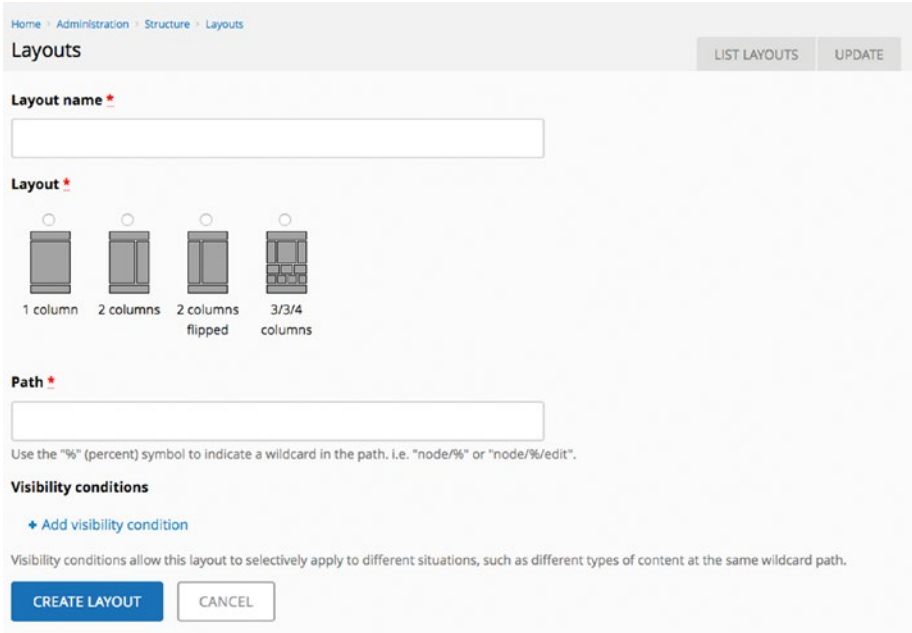 Home › Administration › Structure › Layouts
Layouts
LIST LAYOUTS UPDATE
Layout name *
Layout *
1 column 2 columns 2 columns flipped 3/3/4 columns
Path *
Use the "%" (percent) symbol to indicate a wildcard in the path. i.e. "node/%" or "node/%/edit".
Visibility conditions
+ Add visibility condition
Visibility conditions allow this layout to selectively apply to different situations, such as different types of content at the same wildcard path.
CREATE LAYOUT CANCEL